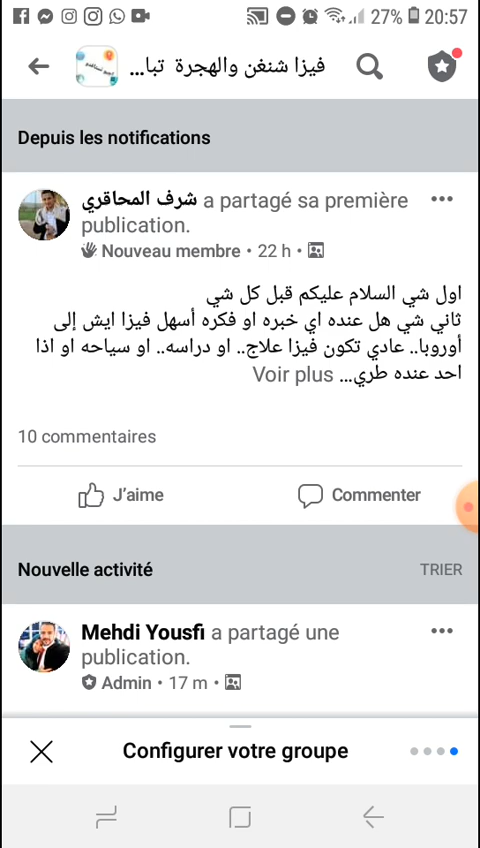 27% 20:57
فيزا شنغن والهجرة تبا...
Depuis les notifications
شرف المحاقري a partagé sa première
publication.
Nouveau membre • 22 h •
اول شي السلام عليكم قبل كل شي
ثاني شي هل عنده اي خبره او فكره أسهل فيزا ايش إلى
أوروبا.. عادي تكون فيزا علاج.. او دراسه.. او سياحه او اذا
احد عنده طري... Voir plus
10 commentaires
J’aime Commenter
Nouvelle activité TRIER
Mehdi Yousfi a partagé une
publication.
Admin • 17 m •
Configurer votre groupe